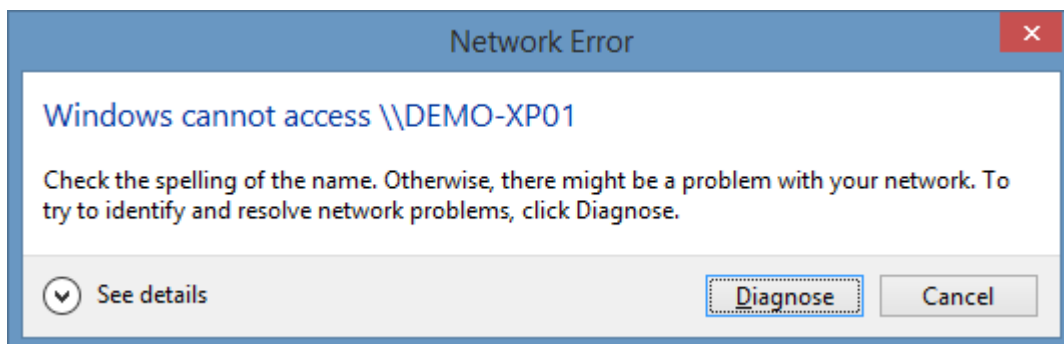 Network Error
Windows cannot access \\DEMO-XP01
Check the spelling of the name. Otherwise, there might be a problem with your network. To
try to identify and resolve network problems, click Diagnose.
See details
Diagnose
Cancel